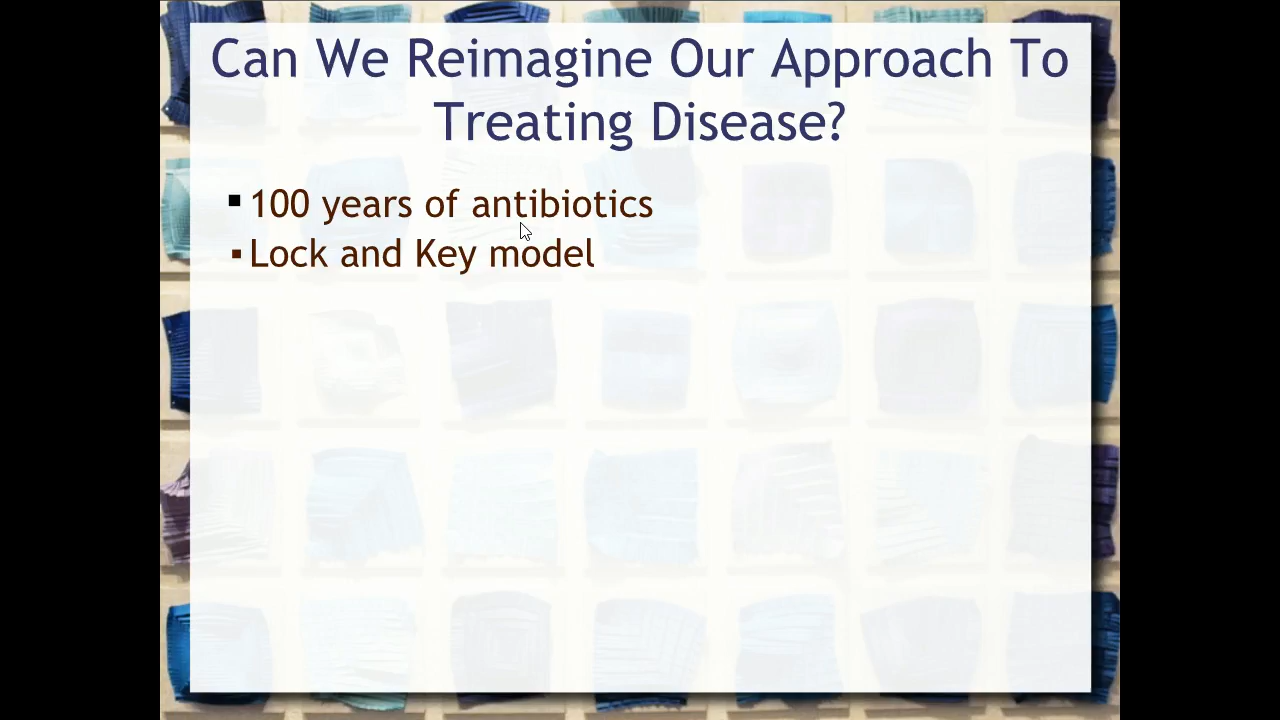 Can We Reimagine Our Approach To
Treating Disease?
▪ 100 years of antibiotics
▪ Lock and Key model